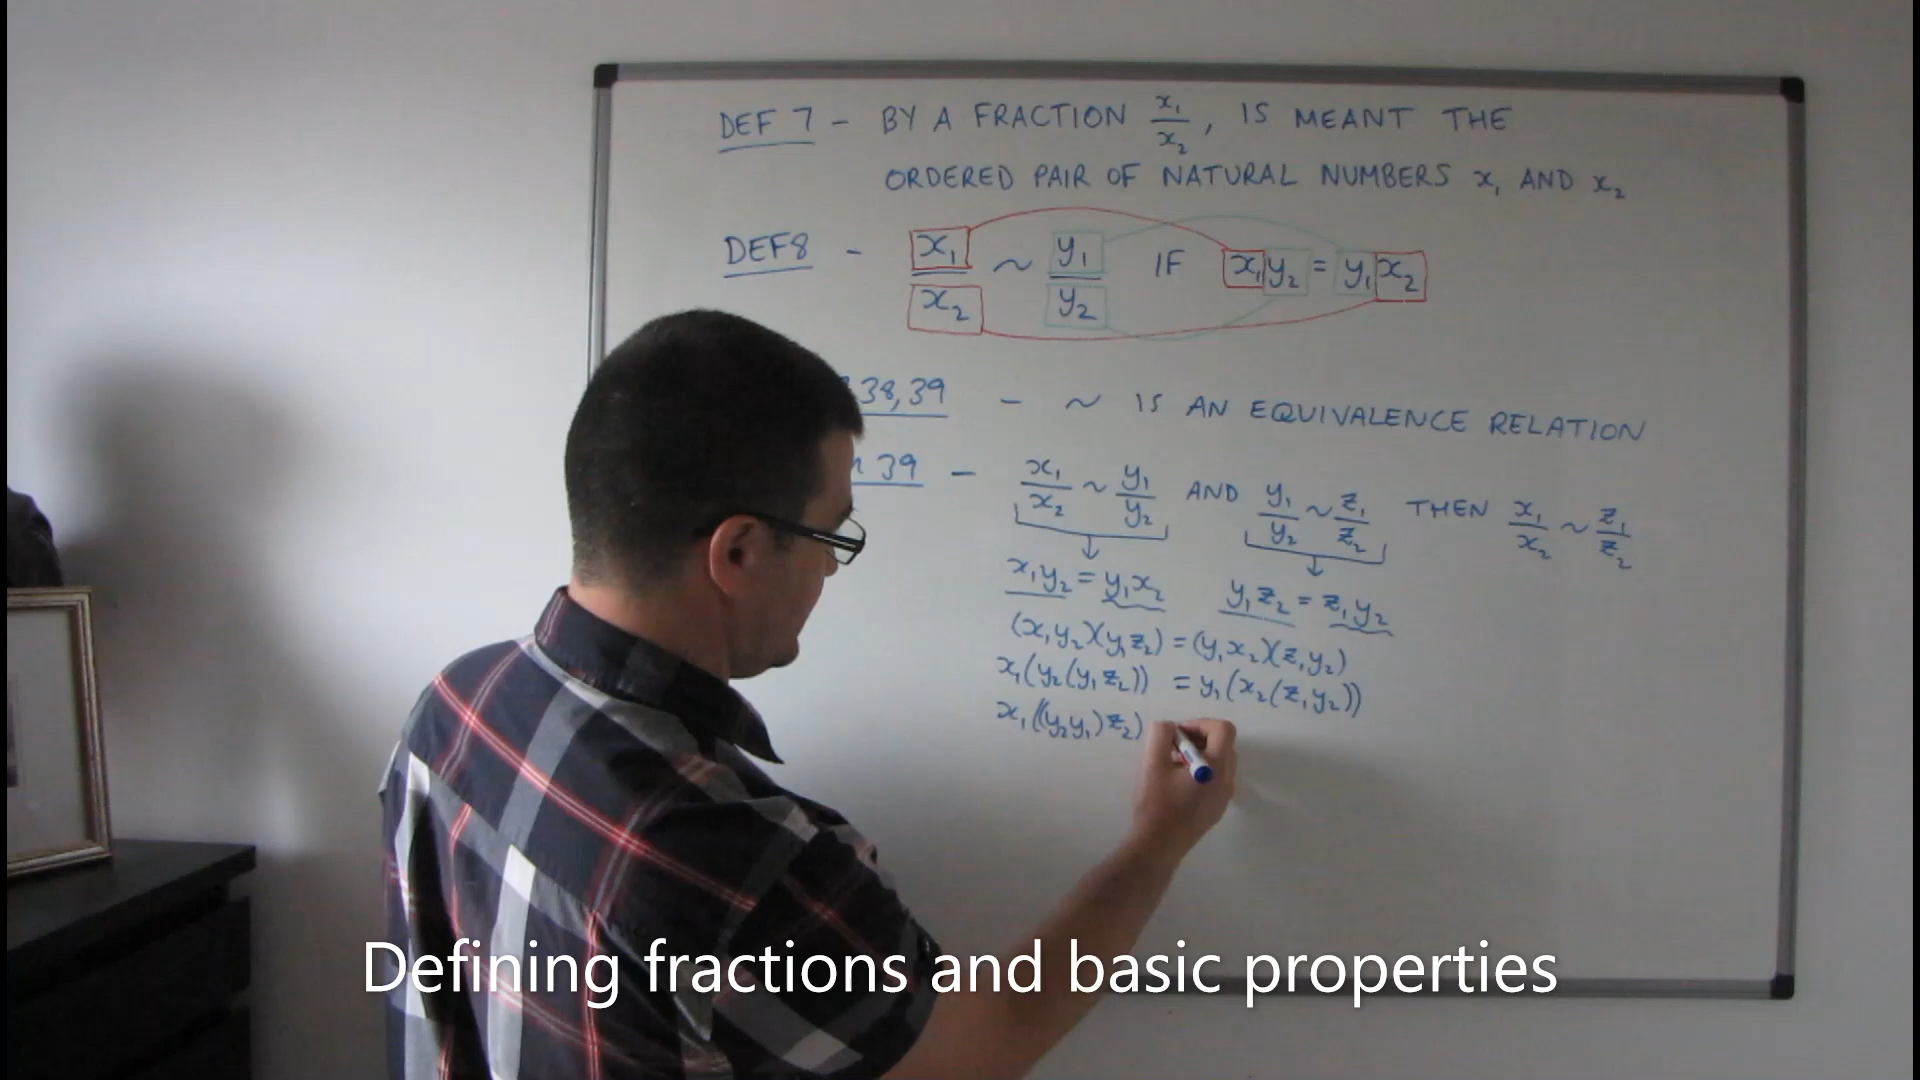 DEF 7 - BY A FRACTION x₁/x₂, IS MEANT THE
ORDERED PAIR OF NATURAL NUMBERS x₁ AND x₂
DEF 8 - x₁/x₂ ~ y₁/y₂ IF x₁y₂ = y₁x₂
38,39 - ~ IS AN EQUIVALENCE RELATION
39 - x₁/x₂ ~ y₁/y₂ AND y₁/y₂ ~ z₁/z₂ THEN x₁/x₂ ~ z₁/z₂
x₁y₂ = y₁x₂ y₁z₂ = z₁y₂
(x₁y₂)(y₁z₂) = (y₁x₂)(z₁y₂)
x₁(y₂(y₁z₂)) = y₁(x₂(z₁y₂))
x₁((y₂y₁)z₂)
Defining fractions and basic properties